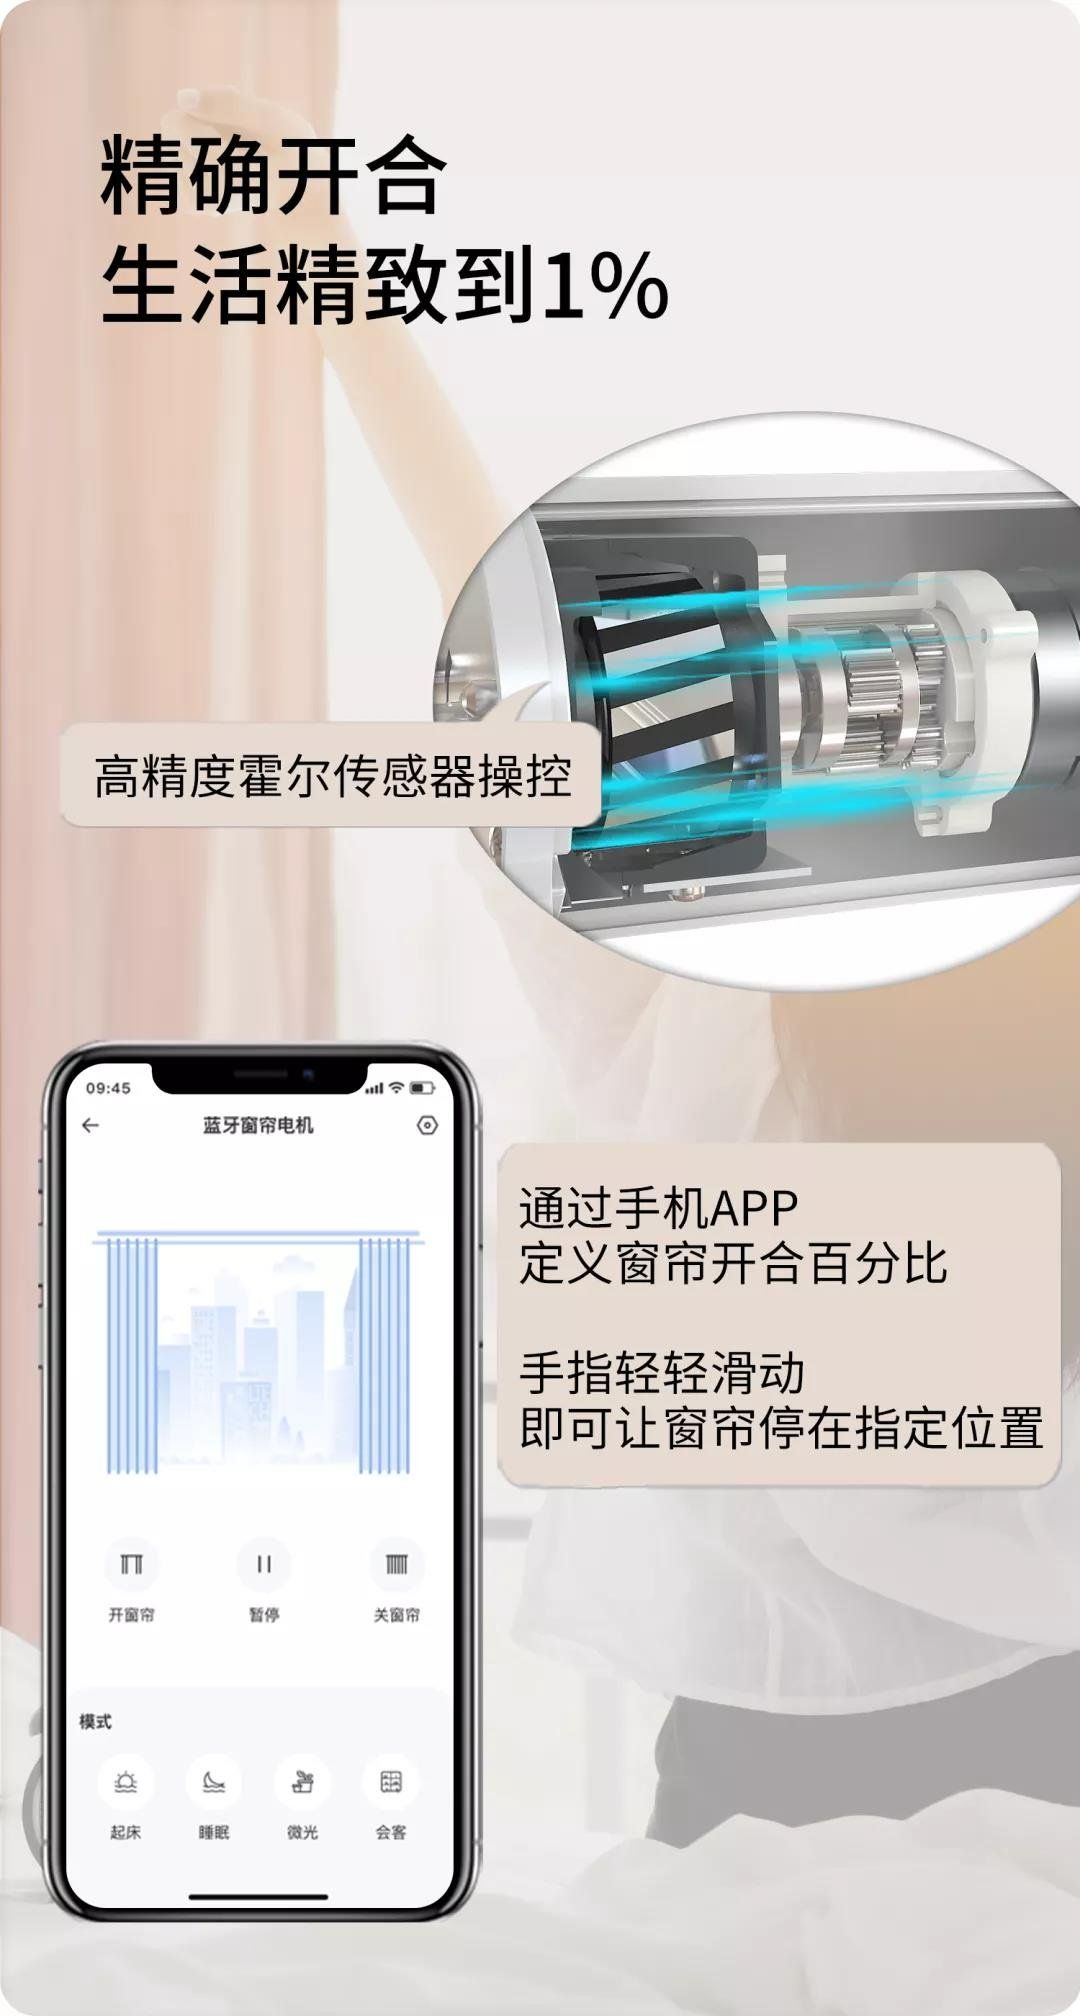 精确开合
生活精致到1%
高精度霍尔传感器操控
09:45
蓝牙窗帘电机
通过手机APP
定义窗帘开合百分比
手指轻轻滑动
即可让窗帘停在指定位置
开窗帘
暂停
关窗帘
模式
起床
睡眠
微光
会客